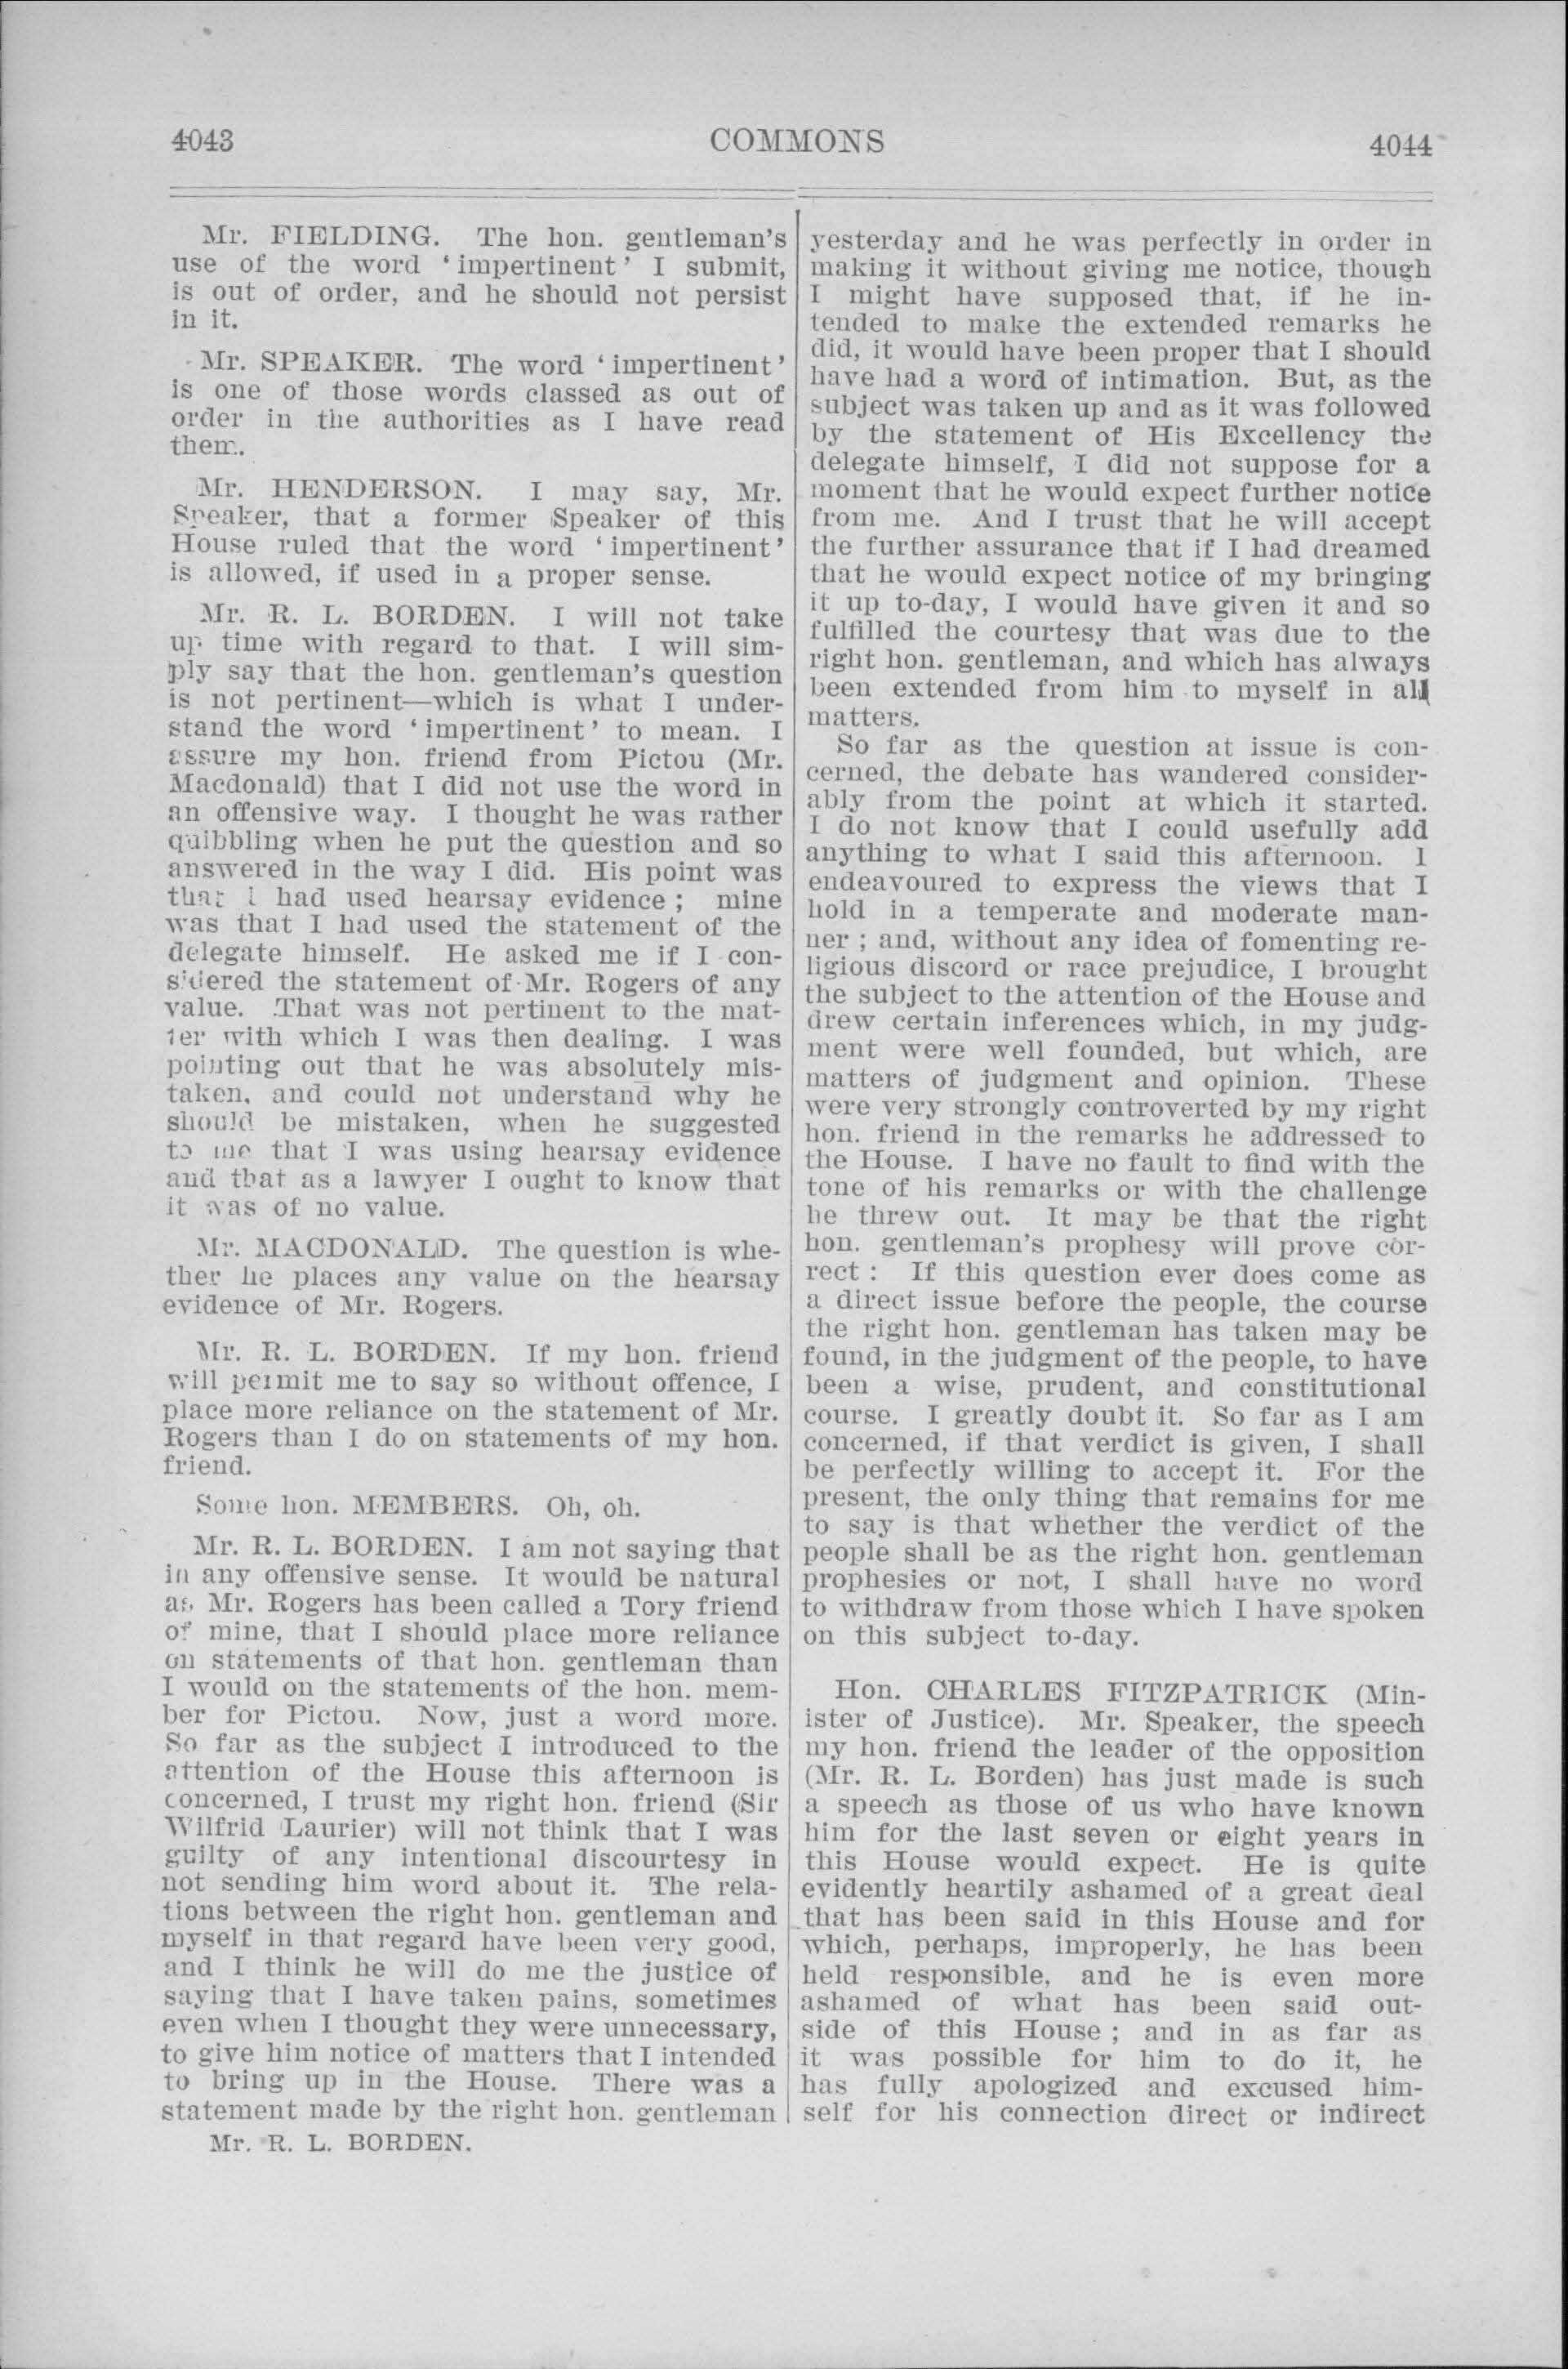 4043
COMMONS
4044
Mr. FIELDING. The hon. gentleman's
use of the word ‘impertinent’ I submit,
is out of order, and he should not persist
in it.
Mr. SPEAKER. The word ‘impertinent’
is one of those words classed as out of
order in the authorities as I have read
them.
Mr. HENDERSON. I may say, Mr.
Speaker, that a former Speaker of this
House ruled that the word ‘impertinent’
is allowed, if used in a proper sense.
Mr. R. L. BORDEN. I will not take
up time with regard to that. I will sim-
ply say that the hon. gentleman's question
is not pertinent—which is what I under-
stand the word ‘impertinent’ to mean. I
assure my hon. friend from Pictou (Mr.
Macdonald) that I did not use the word in
an offensive way. I thought he was rather
quibbling when he put the question and so
answered in the way I did. His point was
that I had used hearsay evidence ; mine
was that I had used the statement of the
delegate himself. He asked me if I con-
sidered the statement of Mr. Rogers of any
value. That was not pertinent to the mat-
ter with which I was then dealing. I was
pointing out that he was absolutely mis-
taken, and could not understand why he
should be mistaken, when he suggested
to me that I was using hearsay evidence
and that as a lawyer I ought to know that
it was of no value.
Mr. MACDONALD. The question is whe-
ther he places any value on the hearsay
evidence of Mr. Rogers.
Mr. R. L. BORDEN. If my hon. friend
will permit me to say so without offence, I
place more reliance on the statement of Mr.
Rogers than I do on statements of my hon.
friend.
Some hon. MEMBERS. Oh, oh.
Mr. R. L. BORDEN. I am not saying that
in any offensive sense. It would be natural
as Mr. Rogers has been called a Tory friend
of mine, that I should place more reliance
on statements of that hon. gentleman than
I would on the statements of the hon. mem-
ber for Pictou. Now, just a word more.
So far as the subject I introduced to the
attention of the House this afternoon is
concerned, I trust my right hon. friend (Sir
Wilfrid Laurier) will not think that I was
guilty of any intentional discourtesy in
not sending him word about it. The rela-
tions between the right hon. gentleman and
myself in that regard have been very good,
and I think he will do me the justice of
saying that I have taken pains, sometimes
even when I thought they were unnecessary,
to give him notice of matters that I intended
to bring up in the House. There was a
statement made by the right hon. gentleman
Mr. R. L. BORDEN.
yesterday and he was perfectly in order in
making it without giving me notice, though
I might have supposed that, if he in-
tended to make the extended remarks he
did, it would have been proper that I should
have had a word of intimation. But, as the
subject was taken up and as it was followed
by the statement of His Excellency the
delegate himself, I did not suppose for a
moment that he would expect further notice
from me. And I trust that he will accept
the further assurance that if I had dreamed
that he would expect notice of my bringing
it up to-day, I would have given it and so
fulfilled the courtesy that was due to the
right hon. gentleman, and which has always
been extended from him to myself in all
matters.
So far as the question at issue is con-
cerned, the debate has wandered consider-
ably from the point at which it started.
I do not know that I could usefully add
anything to what I said this afternoon. I
endeavoured to express the views that I
hold in a temperate and moderate man-
ner ; and, without any idea of fomenting re-
ligious discord or race prejudice, I brought
the subject to the attention of the House and
drew certain inferences which, in my judg-
ment were well founded, but which, are
matters of judgment and opinion. These
were very strongly controverted by my right
hon. friend in the remarks he addressed to
the House. I have no fault to find with the
tone of his remarks or with the challenge
he threw out. It may be that the right
hon. gentleman's prophesy will prove cor-
rect : If this question ever does come as
a direct issue before the people, the course
the right hon. gentleman has taken may be
found, in the judgment of the people, to have
been a wise, prudent, and constitutional
course. I greatly doubt it. So far as I am
concerned, if that verdict is given, I shall
be perfectly willing to accept it. For the
present, the only thing that remains for me
to say is that whether the verdict of the
people shall be as the right hon. gentleman
prophesies or not, I shall have no word
to withdraw from those which I have spoken
on this subject to-day.
Hon. CHARLES FITZPATRICK (Min-
ister of Justice). Mr. Speaker, the speech
my hon. friend the leader of the opposition
(Mr. R. L. Borden) has just made is such
a speech as those of us who have known
him for the last seven or eight years in
this House would expect. He is quite
evidently heartily ashamed of a great deal
that has been said in this House and for
which, perhaps, improperly, he has been
held responsible, and he is even more
ashamed of what has been said out-
side of this House ; and in as far as
it was possible for him to do it, he
has fully apologized and excused him-
self for his connection direct or indirect